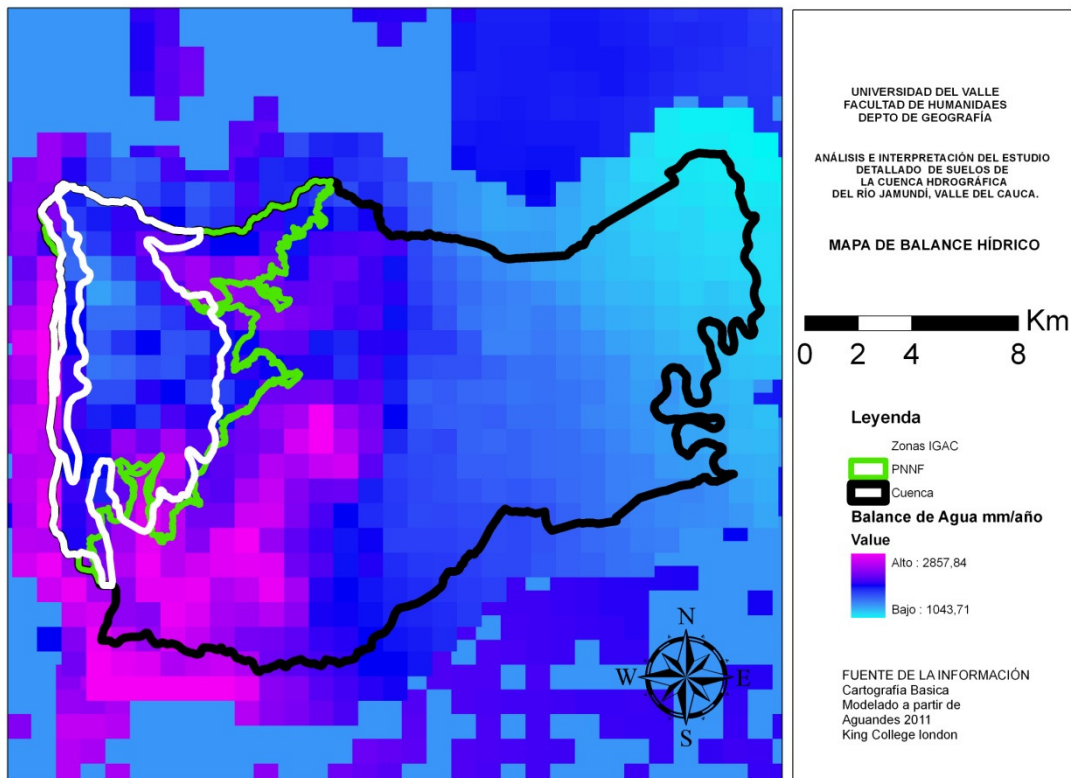 UNIVERSIDAD DEL VALLE
FACULTAD DE HUMANIDAES
DEPTO DE GEOGRAFÍA
ANÁLISIS E INTERPRETACIÓN DEL ESTUDIO
DETALLADO DE SUELOS DE
LA CUENCA HDROGRÁFICA
DEL RÍO JAMUNDÍ, VALLE DEL CAUCA.
MAPA DE BALANCE HÍDRICO
Km
0 2 4 8
Leyenda
Zonas IGAC
PNNF
Cuenca
Balance de Agua mm/año
Value
Alto : 2857,84
Bajo : 1043,71
N
W E
S
FUENTE DE LA INFORMACIÓN
Cartografía Basica
Modelado a partir de
Aguandes 2011
King College london